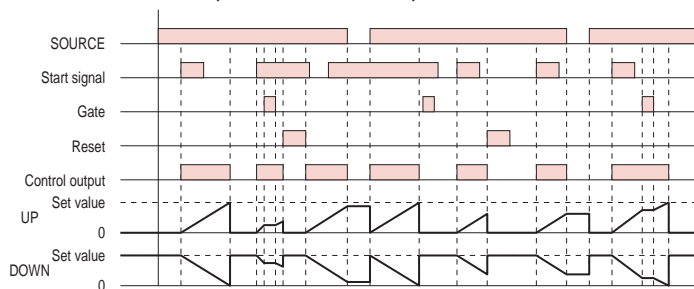 SOURCE
Start signal
Gate
Reset
Control output
Set value
UP
0
Set value
DOWN
0